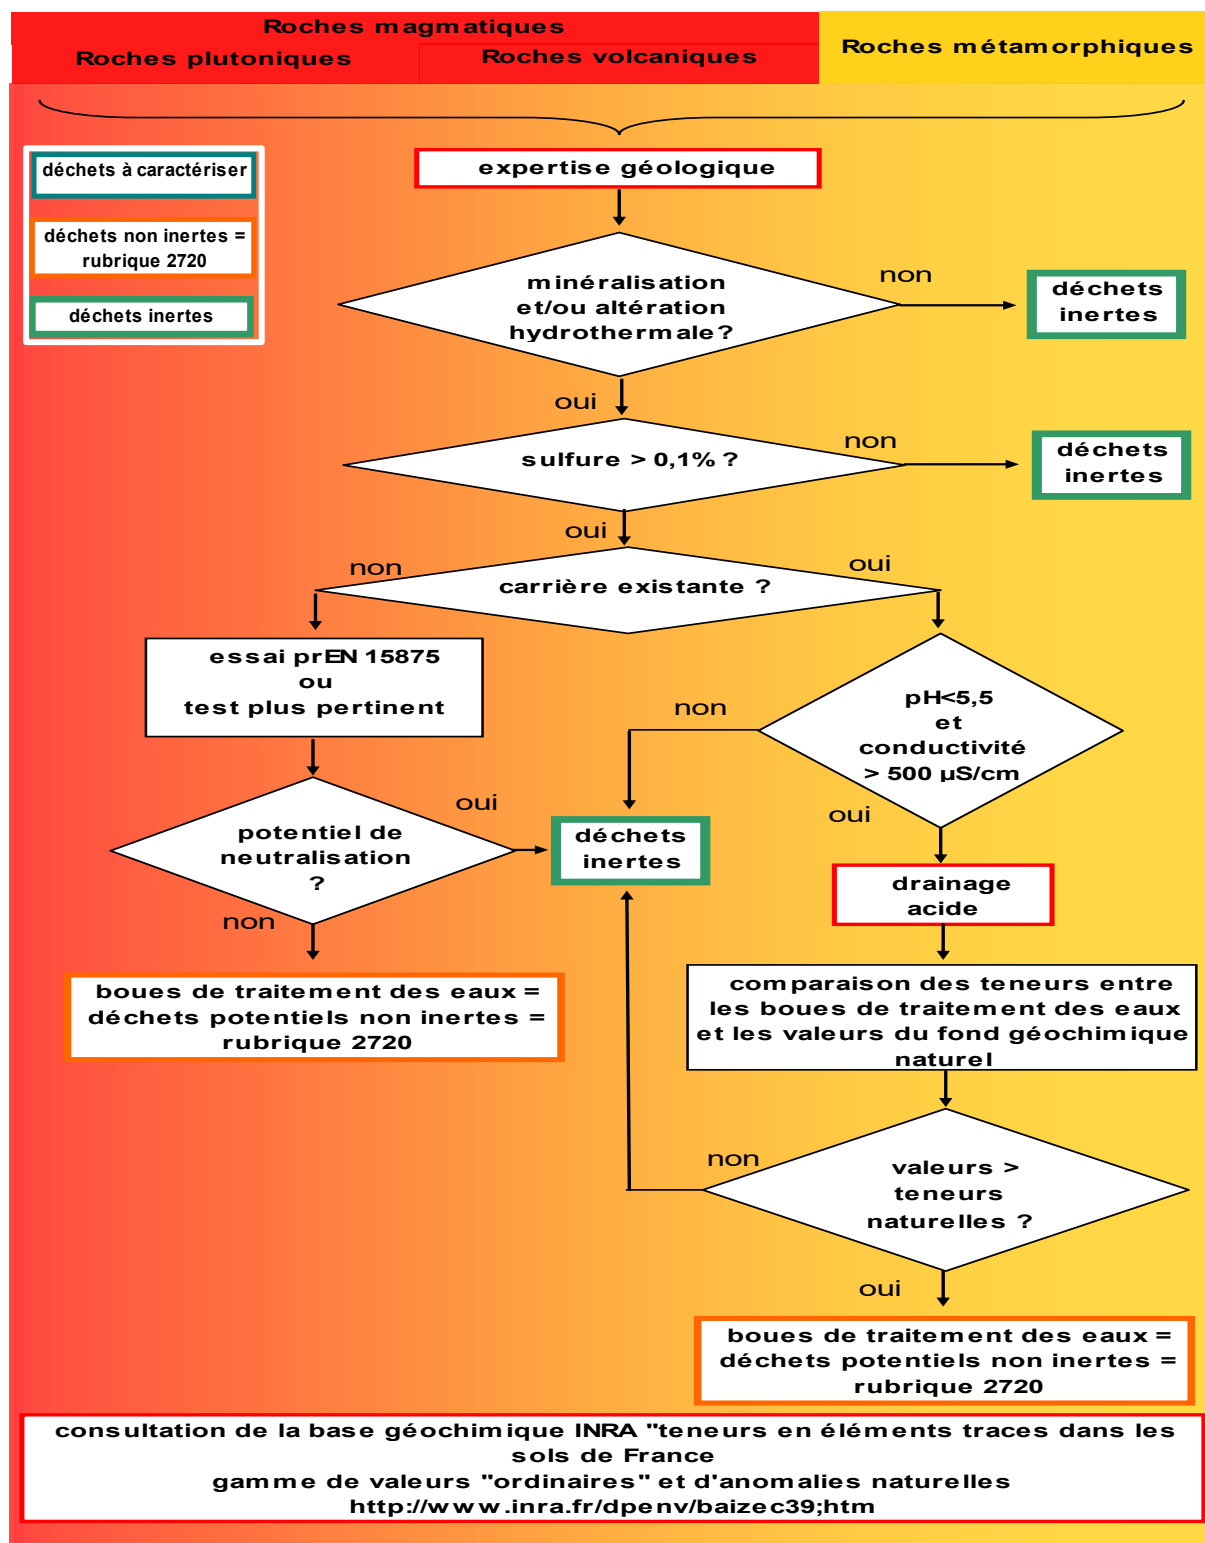 Roches magmatiques
Roches plutoniques
Roches volcaniques
Roches métamorphiques
expertise géologique
déchets à caractériser
déchets non inertes =
rubrique 2720
déchets inertes
minéralisation
et/ou altération
hydrothermale?
non
déchets
inertes
oui
sulfure > 0,1% ?
non
déchets
inertes
oui
carrière existante ?
non
oui
essai prEN 15875
ou
test plus pertinent
pH<5,5
et
conductivité
> 500 µS/cm
non
oui
potentiel de
neutralisation
?
oui
non
déchets
inertes
drainage
acide
boues de traitement des eaux =
déchets potentiels non inertes =
rubrique 2720
comparaison des teneurs entre
les boues de traitement des eaux
et les valeurs du fond géochimique
naturel
valeurs >
teneurs
naturelles ?
non
oui
boues de traitement des eaux =
déchets potentiels non inertes =
rubrique 2720
consultation de la base géochimique INRA "teneurs en éléments traces dans les
sols de France
gamme de valeurs "ordinaires" et d'anomalies naturelles
http://www.inra.fr/dpenv/baizec39;htm